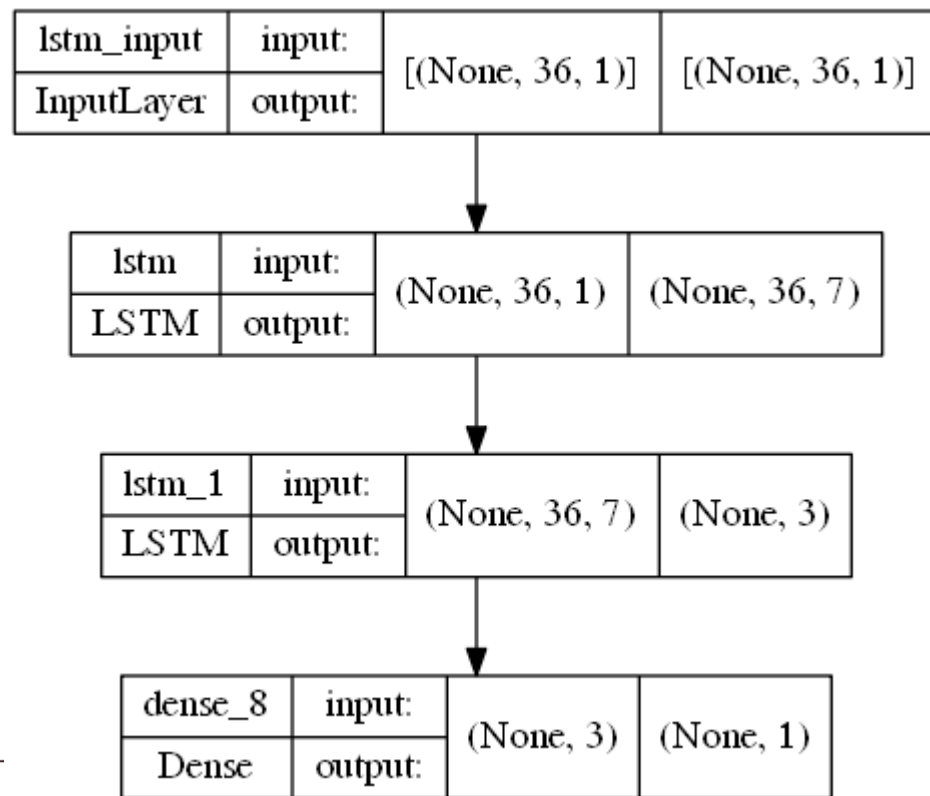 lstm_input input: [(None, 36, 1)] [(None, 36, 1)]
InputLayer output:
lstm input: (None, 36, 1) (None, 36, 7)
LSTM output:
lstm_1 input: (None, 36, 7) (None, 3)
LSTM output:
dense_8 input: (None, 3) (None, 1)
Dense output: